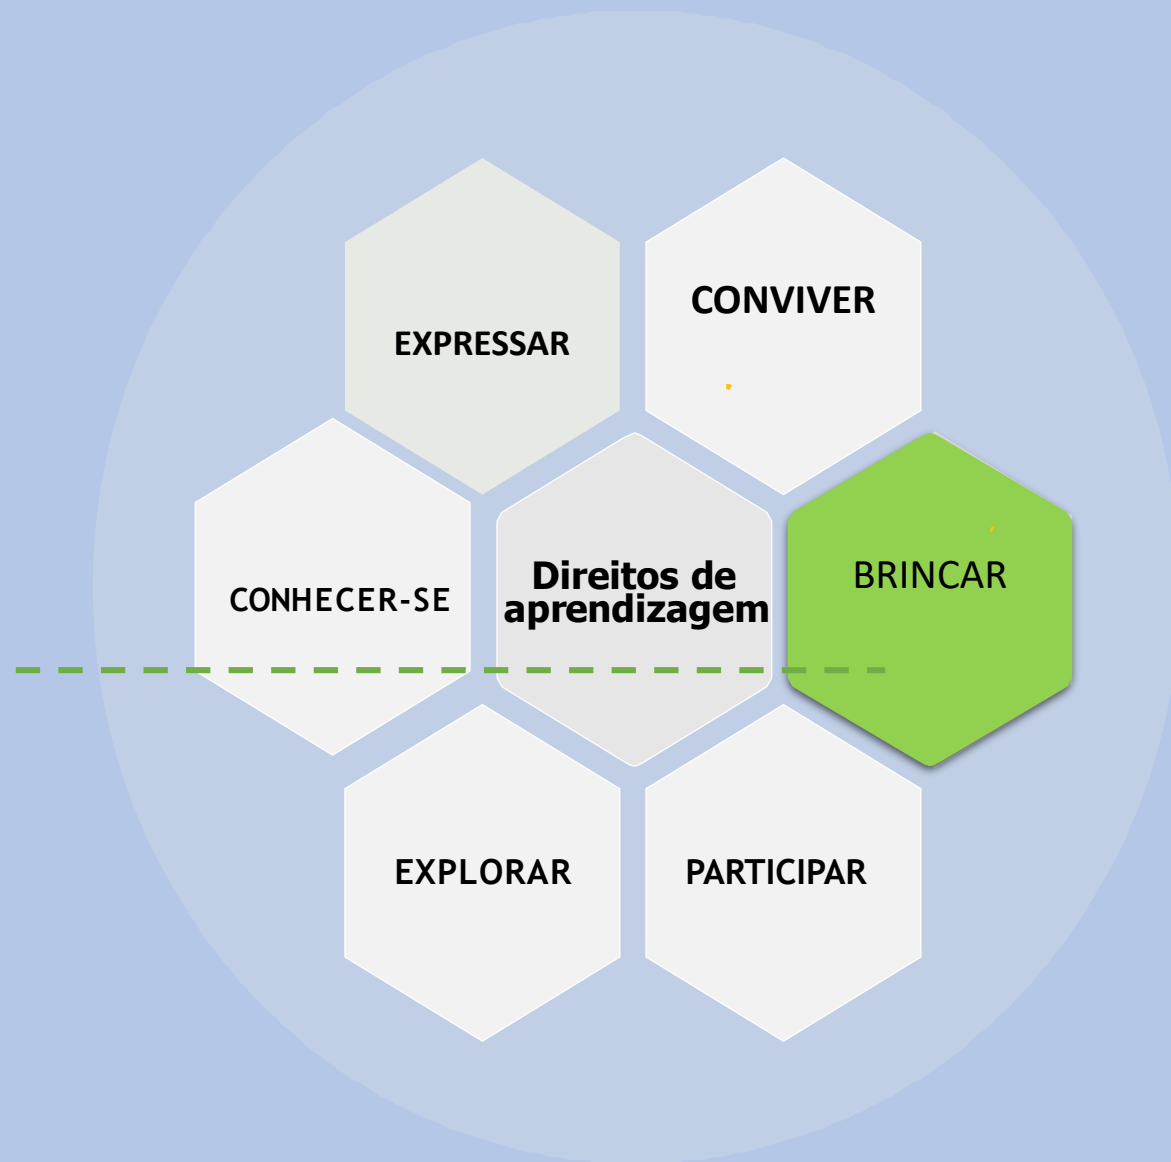 CONVIVER
EXPRESSAR
Direitos de
aprendizagem
BRINCAR
CONHECER-SE
EXPLORAR
PARTICIPAR